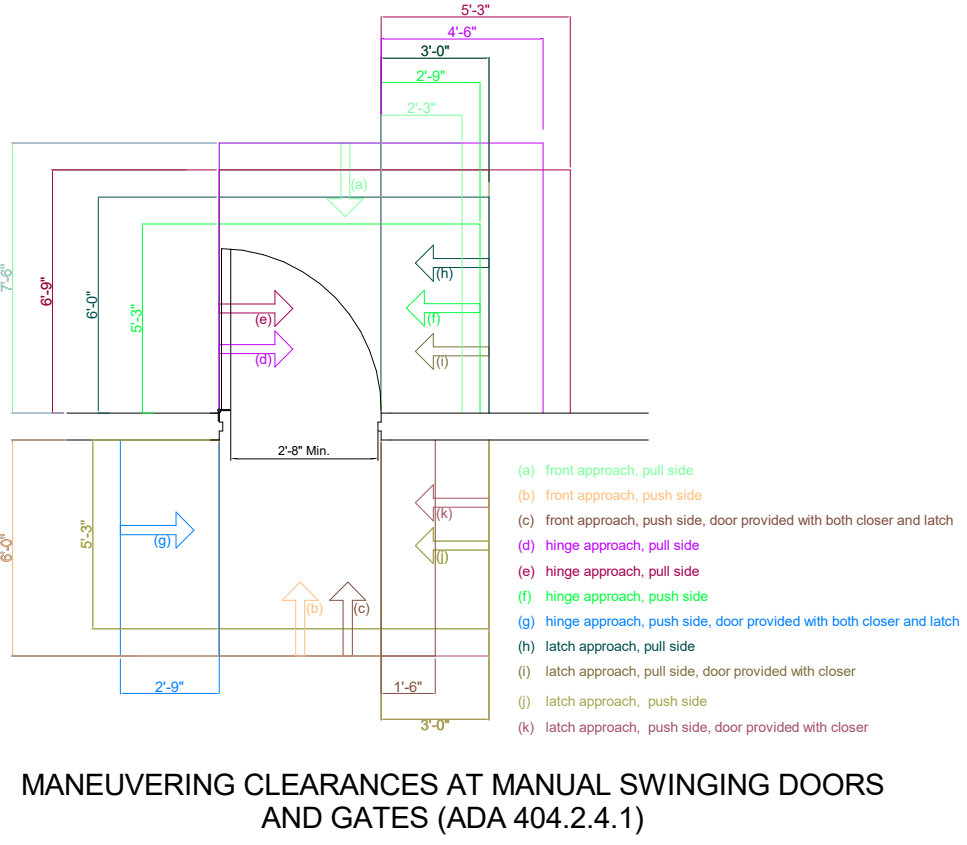 5'-3"
4'-6"
3'-0"
2'-9"
2'-3"
(a)
7'-6"
6'-9"
6'-0"
5'-3"
(h)
(e)
(f)
(d)
(i)
2'-8" Min.
6'-0"
5'-3"
(g)
(k)
(j)
(b)
(c)
2'-9"
1'-6"
3'-0"
(a) front approach, pull side
(b) front approach, push side
(c) front approach, push side, door provided with both closer and latch
(d) hinge approach, pull side
(e) hinge approach, pull side
(f) hinge approach, push side
(g) hinge approach, push side, door provided with both closer and latch
(h) latch approach, pull side
(i) latch approach, pull side, door provided with closer
(j) latch approach, push side
(k) latch approach, push side, door provided with closer
MANEUVERING CLEARANCES AT MANUAL SWINGING DOORS
AND GATES (ADA 404.2.4.1)